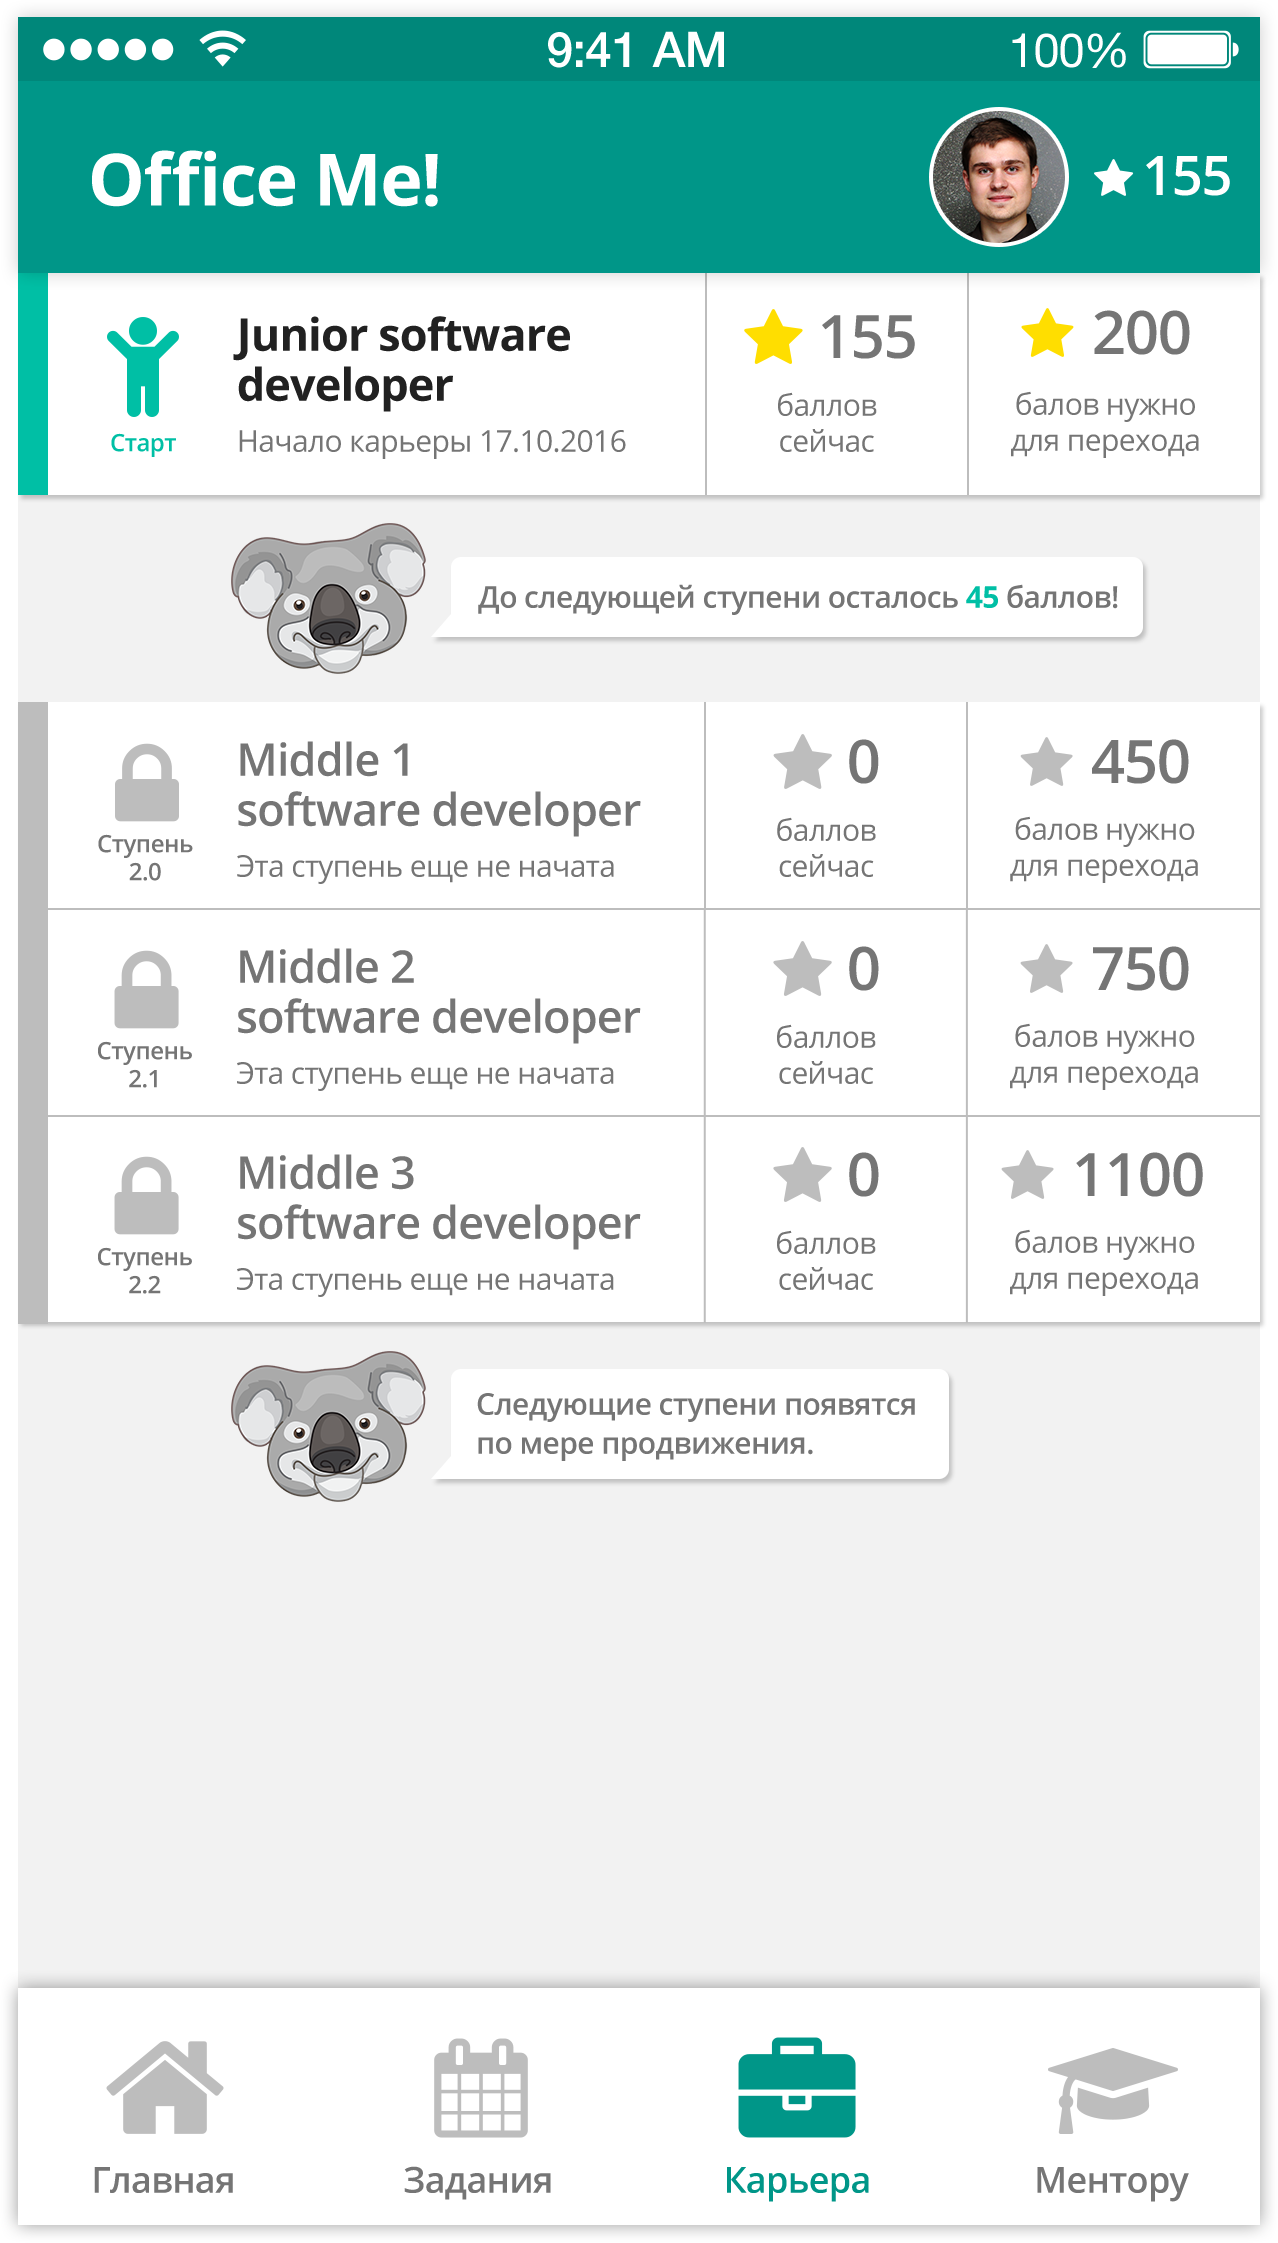 9:41 AM
100%
Office Me!
155
Junior software
developer
Начало карьеры 17.10.2016
Старт
155
баллов
сейчас
200
балов нужно
для перехода
До следующей ступени осталось 45 баллов!
Middle 1
software developer
Эта ступень еще не начата
Ступень
2.0
0
баллов
сейчас
450
балов нужно
для перехода
Middle 2
software developer
Эта ступень еще не начата
Ступень
2.1
0
баллов
сейчас
750
балов нужно
для перехода
Middle 3
software developer
Эта ступень еще не начата
Ступень
2.2
0
баллов
сейчас
1100
балов нужно
для перехода
Следующие ступени появятся
по мере продвижения.
Главная
Задания
Карьера
Ментору